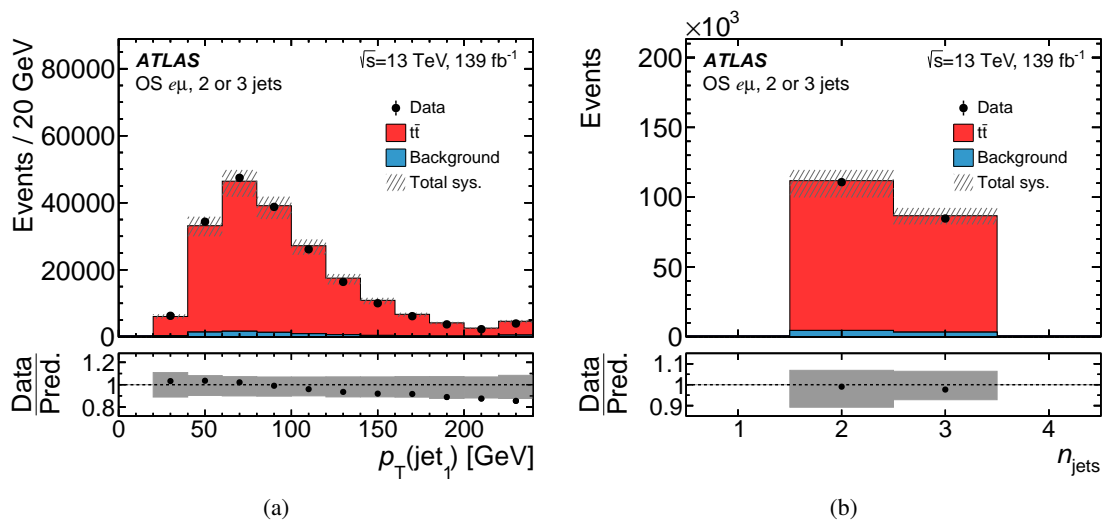 ATLAS
√s=13 TeV, 139 fb⁻¹
OS eμ, 2 or 3 jets
Data
tt̄
Background
Total sys.
Events / 20 GeV
80000
60000
40000
20000
0
Data
Pred.
1.2
1
0.8
0 50 100 150 200
p_T(jet_1) [GeV]
(a)
×10³
ATLAS
√s=13 TeV, 139 fb⁻¹
OS eμ, 2 or 3 jets
Data
tt̄
Background
Total sys.
Events
200
150
100
50
0
Data
Pred.
1.1
1
0.9
1 2 3 4
n_jets
(b)